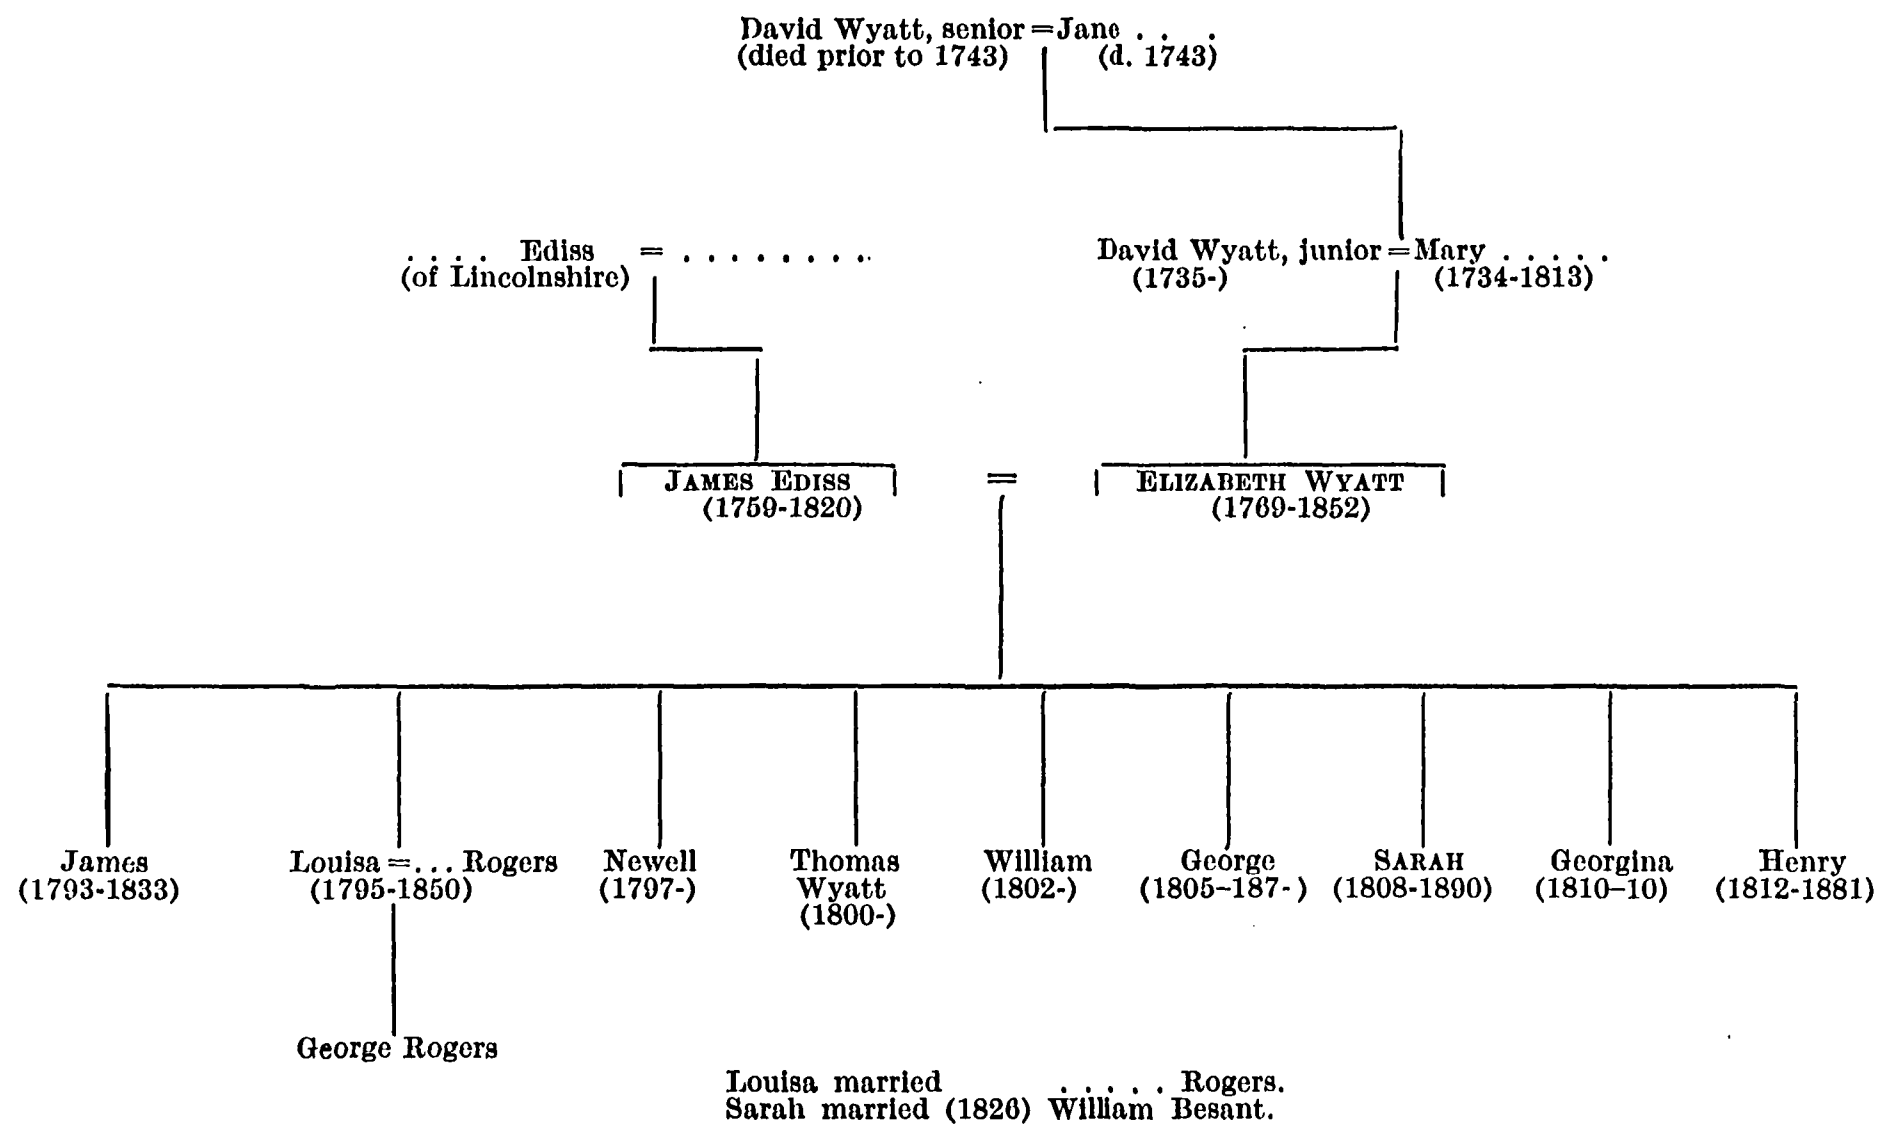 David Wyatt, senior = Jane . . .
(died prior to 1743) (d. 1743)
. . . . Ediss = . . . . . . . . . David Wyatt, junior = Mary . . . . .
(of Lincolnshire) (1735-) (1734-1813)
JAMES EDISS = ELIZABETH WYATT
(1759-1820) (1769-1852)
James Louisa = ... Rogers Newell Thomas William George SARAH Georgina Henry
(1793-1833) (1795-1850) (1797-) Wyatt (1802-) (1805-187-) (1808-1890) (1810-10) (1812-1881)
(1800-)
George Rogers
Louisa married . . . . . Rogers.
Sarah married (1826) William Besant.